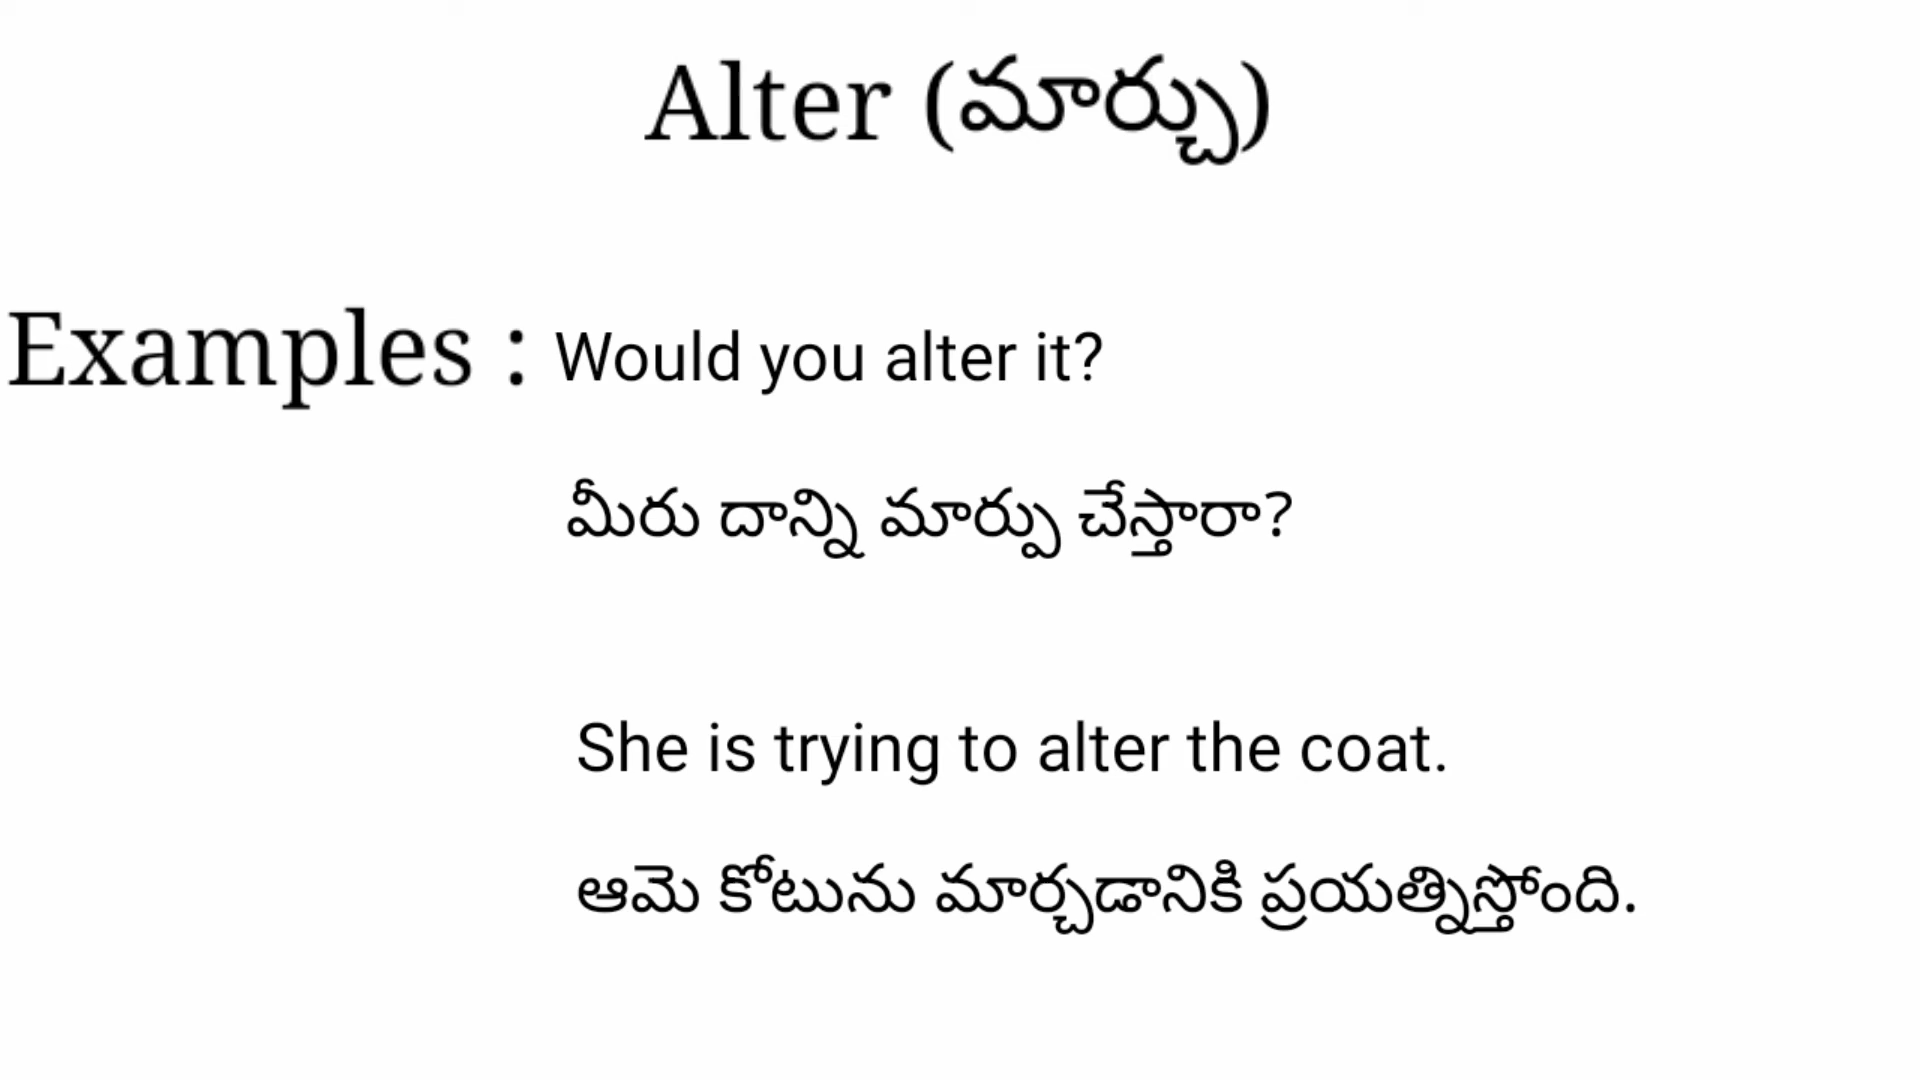 Alter (మార్చు)
Examples : Would you alter it?
మీరు దాన్ని మార్పు చేస్తారా?
She is trying to alter the coat.
ఆమె కోటును మార్చడానికి ప్రయత్నిస్తోంది.